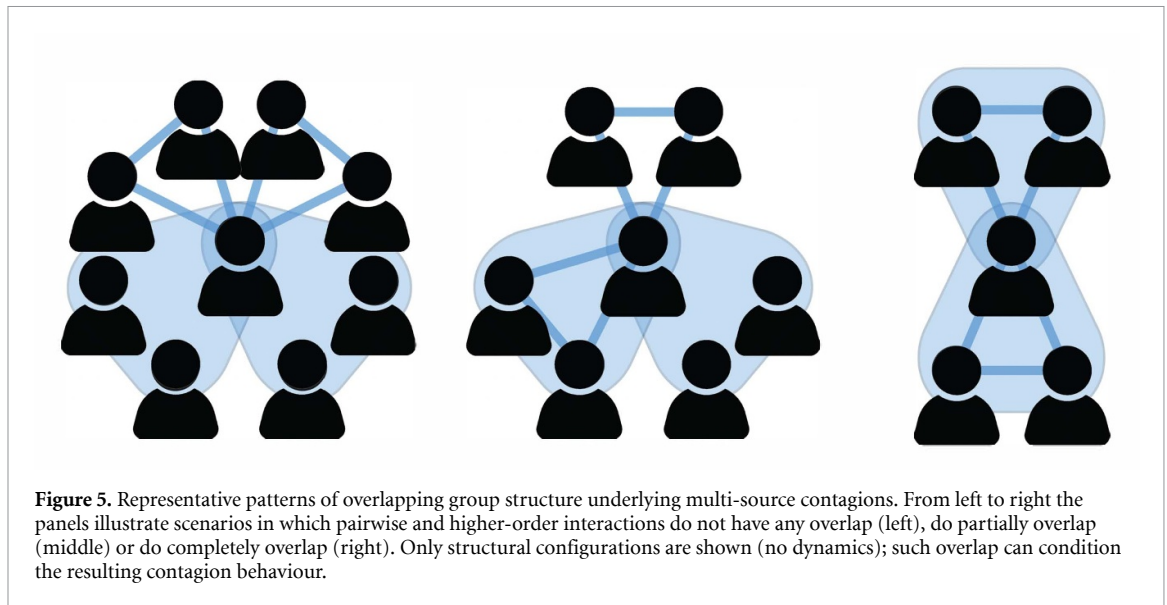 Figure 5. Representative patterns of overlapping group structure underlying multi-source contagions. From left to right the
panels illustrate scenarios in which pairwise and higher-order interactions do not have any overlap (left), do partially overlap
(middle) or do completely overlap (right). Only structural configurations are shown (no dynamics); such overlap can condition
the resulting contagion behaviour.